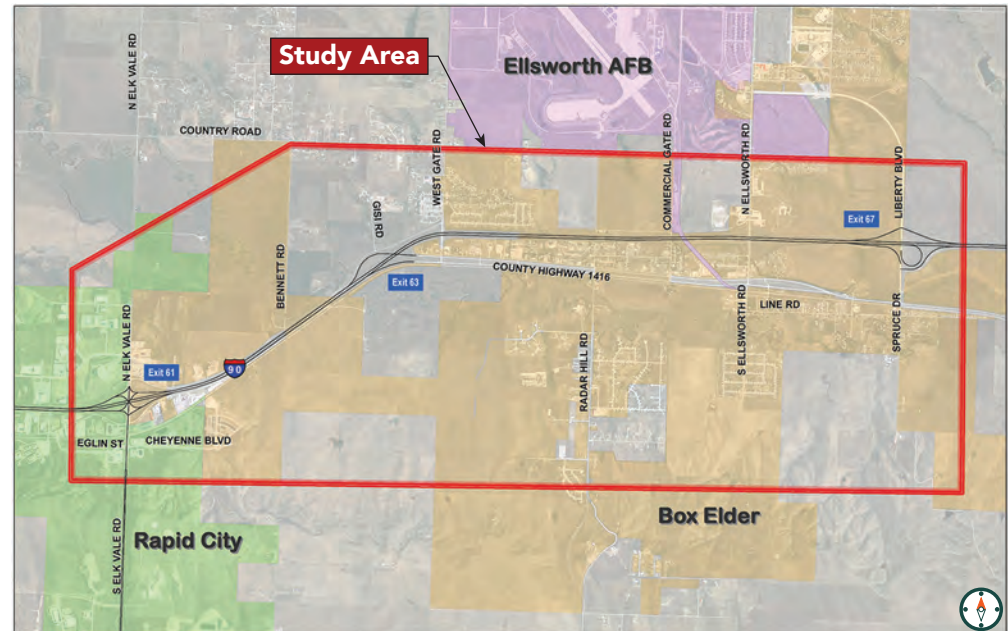 Study Area
Ellsworth AFB
N ELK VALE RD
COUNTRY ROAD
WEST GATE RD
COMMERCIAL GATE RD
N ELLSWORTH RD
LIBERTY BLVD
GISI RD
Exit 67
BENNETT RD
COUNTY HIGHWAY 1416
Exit 63
LINE RD
S ELLSWORTH RD
SPRUCE DR
N ELK VALE RD
Exit 61
90
RADAR HILL RD
EGLIN ST
CHEYENNE BLVD
Rapid City
Box Elder
S ELK VALE RD